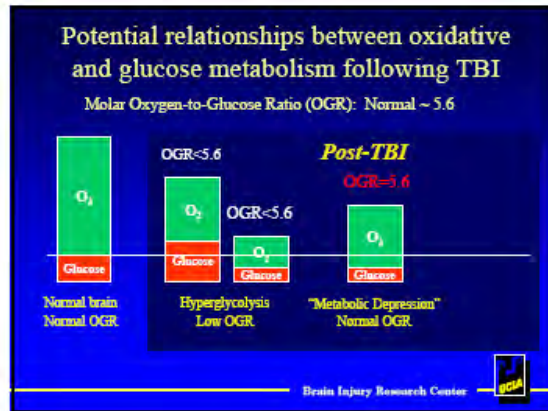 Potential relationships between oxidative
and glucose metabolism following TBI
Molar Oxygen-to-Glucose Ratio (OGR): Normal ~ 5.6
Post-TBI
OGR<5.6
OGR<5.6
OGR=5.6
O2
O2
O2
O2
Glucose
Glucose
Glucose
Glucose
Normal brain
Normal OGR
Hyperglycolysis
Low OGR
"Metabolic Depression"
Normal OGR
Brain Injury Research Center
UCLA